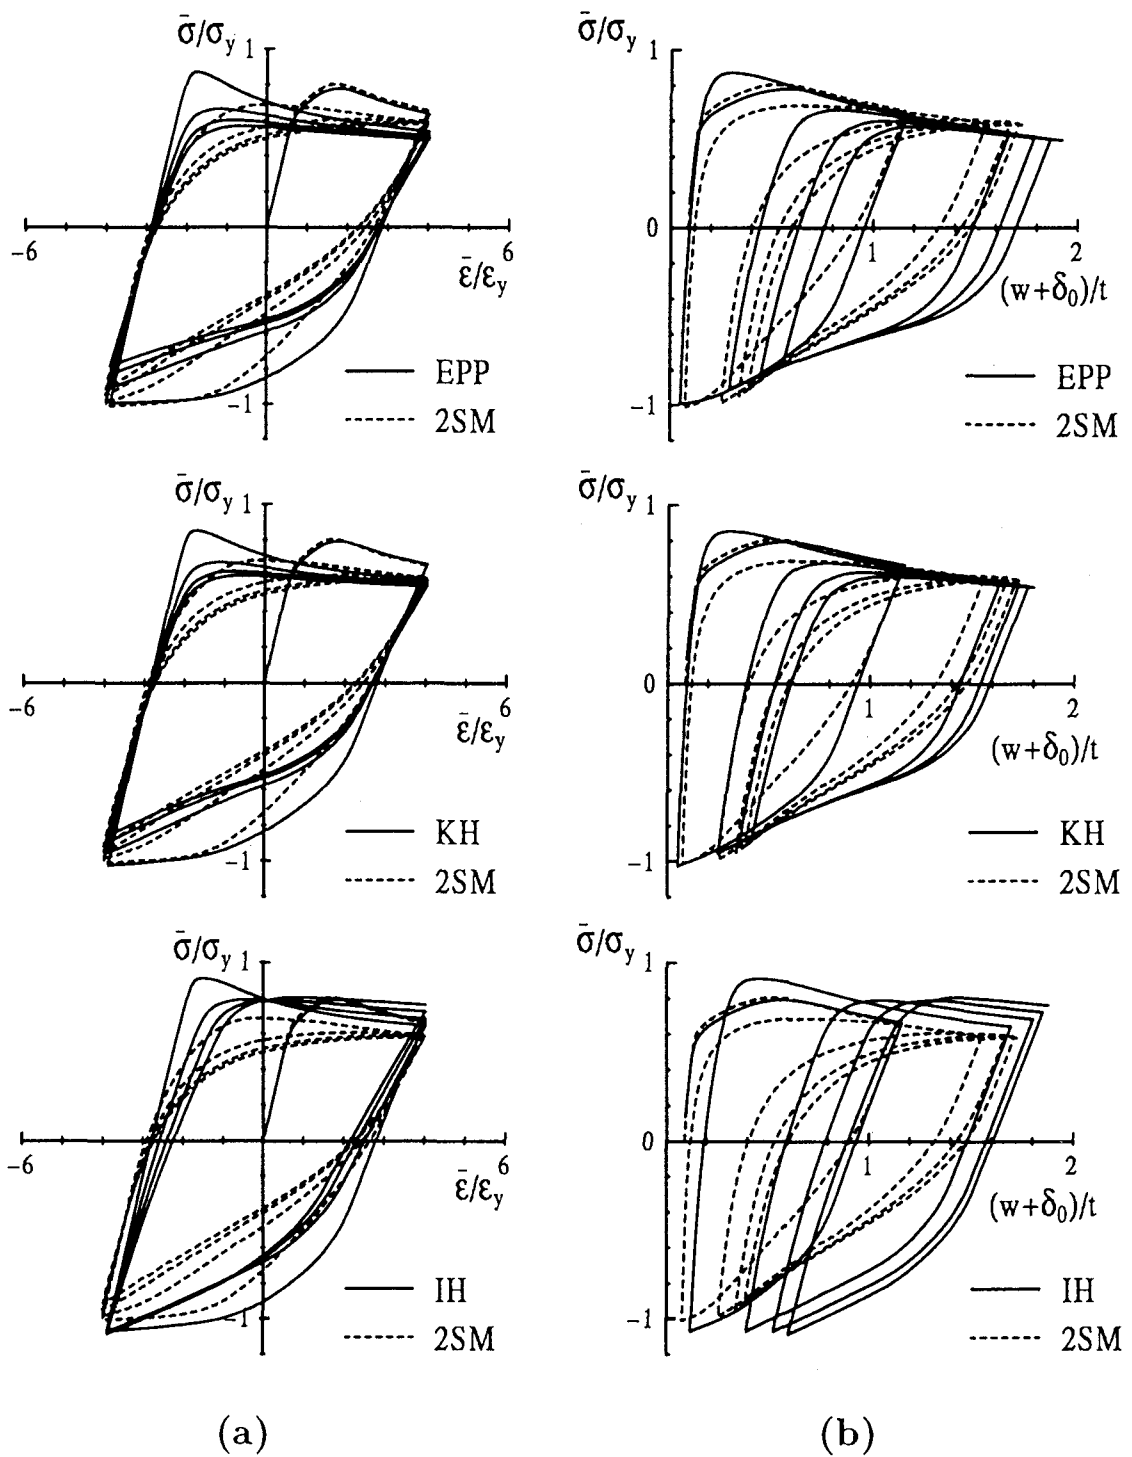 σ̄/σy 1
-6 6
ε̄/εy
EPP
-1 2SM
σ̄/σy 1
0 1 2
(w+δ0)/t
EPP
-1 2SM
σ̄/σy 1
-6 6
ε̄/εy
KH
-1 2SM
σ̄/σy 1
0 1 2
(w+δ0)/t
KH
-1 2SM
σ̄/σy 1
-6 6
ε̄/εy
IH
-1 2SM
σ̄/σy 1
0 1 2
(w+δ0)/t
IH
-1 2SM
(a) (b)